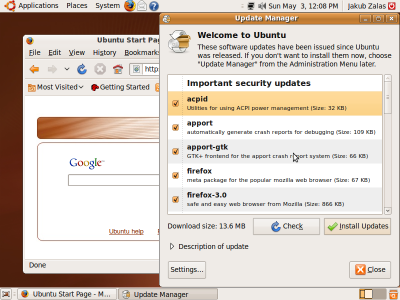 Applications Places System
Sun May 3, 12:08 PM Jakub Zalas
Ubuntu Start Page
File Edit View History Bookmarks
http
Most Visited Getting Started
Google
Ubuntu help
Done
Update Manager
Welcome to Ubuntu
These software updates have been issued since Ubuntu
was released. If you don't want to install them now, choose
"Update Manager" from the Administration Menu later.
Important security updates
acpid
Utilities for using ACPI power management (Size: 32 KB)
apport
automatically generate crash reports for debugging (Size: 109 KB)
apport-gtk
GTK+ frontend for the apport crash report system (Size: 66 KB)
firefox
meta package for the popular mozilla web browser (Size: 67 KB)
firefox-3.0
safe and easy web browser from Mozilla (Size: 866 KB)
Download size: 13.6 MB Check Install Updates
Description of update
Settings... Close
Ubuntu Start Page - M... Update Manager